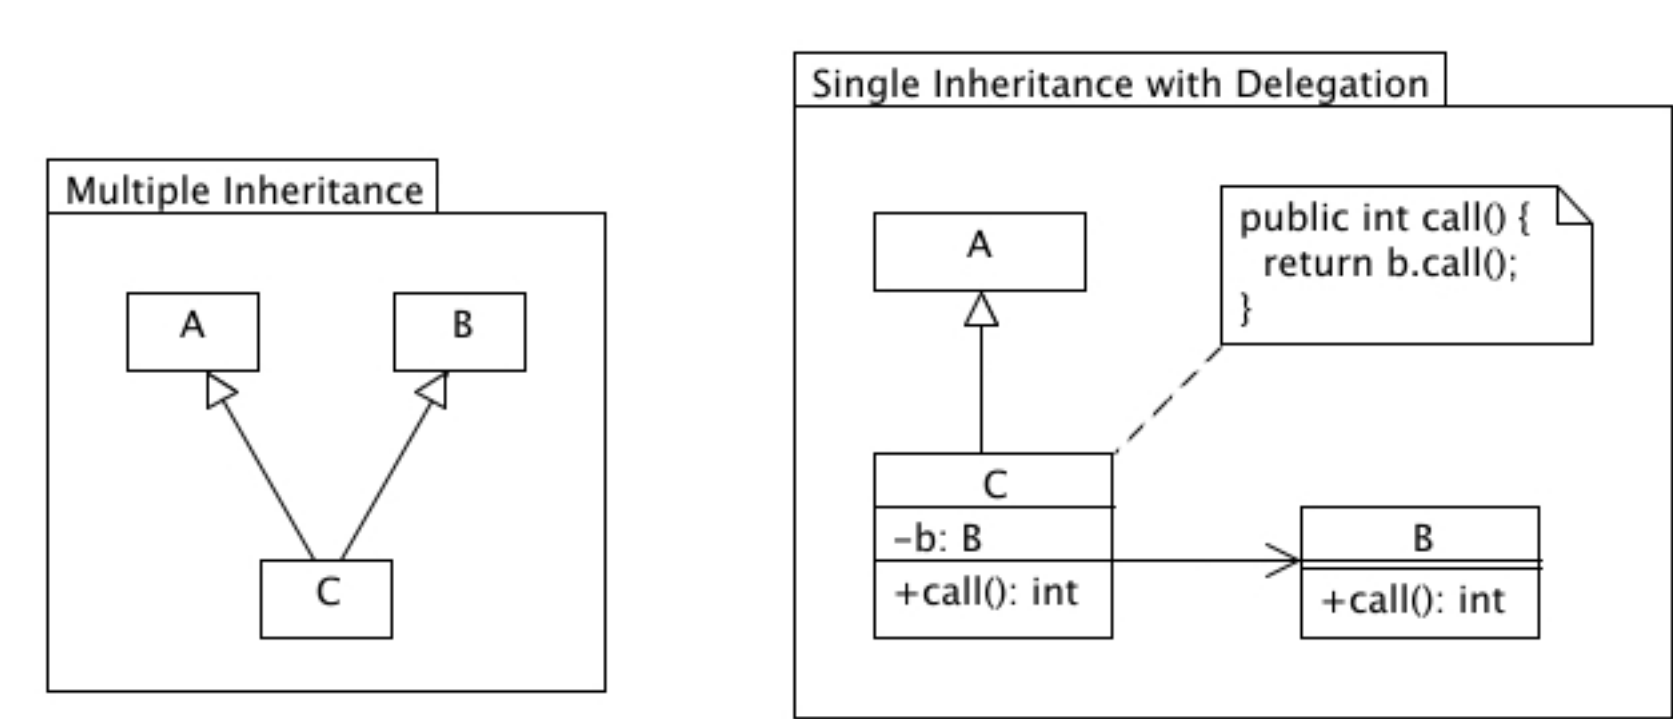 Multiple Inheritance
A
B
C
Single Inheritance with Delegation
A
public int call() {
return b.call();
}
C
-b: B
+call(): int
B
+call(): int